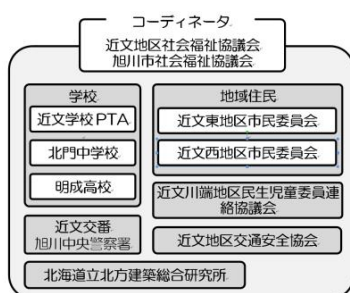 コーディネータ
近文地区社会福祉協議会
旭川市社会福祉協議会
学校
近文学校PTA
北門中学校
明成高校
地域住民
近文東地区市民委員会
近文西地区市民委員会
近文川端地区民生児童委員連
絡協議会
近文交番
旭川中央警察署
近文地区交通安全協会
北海道立北方建築総合研究所